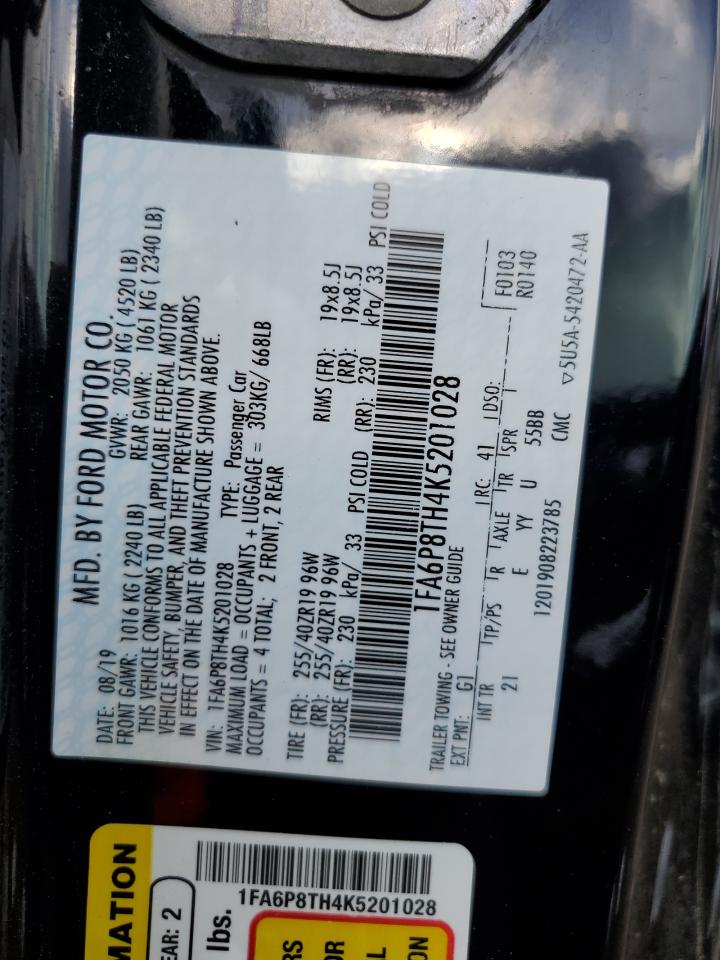 MFD. BY FORD MOTOR CO.
DATE: 08/19 GVWR: 2050 KG ( 4520 LB)
FRONT GAWR: 1016 KG ( 2240 LB) REAR GAWR: 1061 KG ( 2340 LB)
THIS VEHICLE CONFORMS TO ALL APPLICABLE FEDERAL MOTOR
VEHICLE SAFETY, BUMPER, AND THEFT PREVENTION STANDARDS
IN EFFECT ON THE DATE OF MANUFACTURE SHOWN ABOVE.
VIN: 1FA6P8TH4K5201028 TYPE: Passenger Car
MAXIMUM LOAD = OCCUPANTS + LUGGAGE = 303KG/ 668LB
OCCUPANTS = 4 TOTAL; 2 FRONT, 2 REAR
TIRE (FR): 255/40ZR19 96W RIMS (FR): 19x8.5J
(RR): 255/40ZR19 96W (RR): 19x8.5J
PRESSURE (FR): 230 kPa/ 33 PSI COLD (RR): 230 kPa/ 33 PSI COLD
1FA6P8TH4K5201028
TRAILER TOWING - SEE OWNER GUIDE
EXT PNT: G1 RC: 41 DSO:
INT TR TP/PS R AXLE TR SPR F0103
21 E YY U 55BB R0140
CMC
1201908223785 ▽5U5A-5420472-AA
MATION
EAR: 2
lbs.
1FA6P8TH4K5201028
RS
OR
L
ON